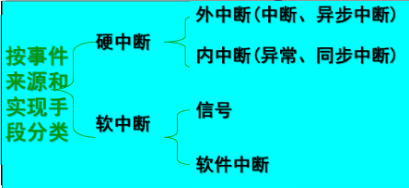 按事件
来源和
实现手
段分类
硬中断
外中断(中断、异步中断)
内中断(异常、同步中断)
软中断
信号
软件中断